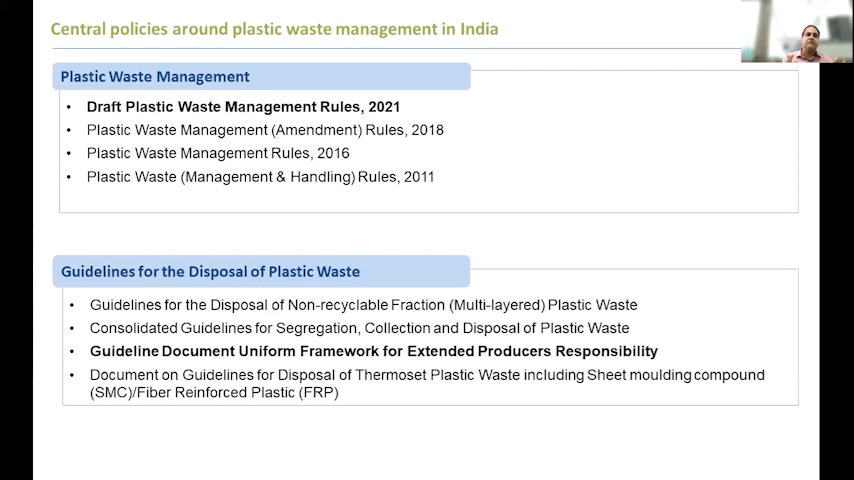 Central policies around plastic waste management in India
Plastic Waste Management
• Draft Plastic Waste Management Rules, 2021
• Plastic Waste Management (Amendment) Rules, 2018
• Plastic Waste Management Rules, 2016
• Plastic Waste (Management & Handling) Rules, 2011
Guidelines for the Disposal of Plastic Waste
• Guidelines for the Disposal of Non-recyclable Fraction (Multi-layered) Plastic Waste
• Consolidated Guidelines for Segregation, Collection and Disposal of Plastic Waste
• Guideline Document Uniform Framework for Extended Producers Responsibility
• Document on Guidelines for Disposal of Thermoset Plastic Waste including Sheet moulding compound
(SMC)/Fiber Reinforced Plastic (FRP)